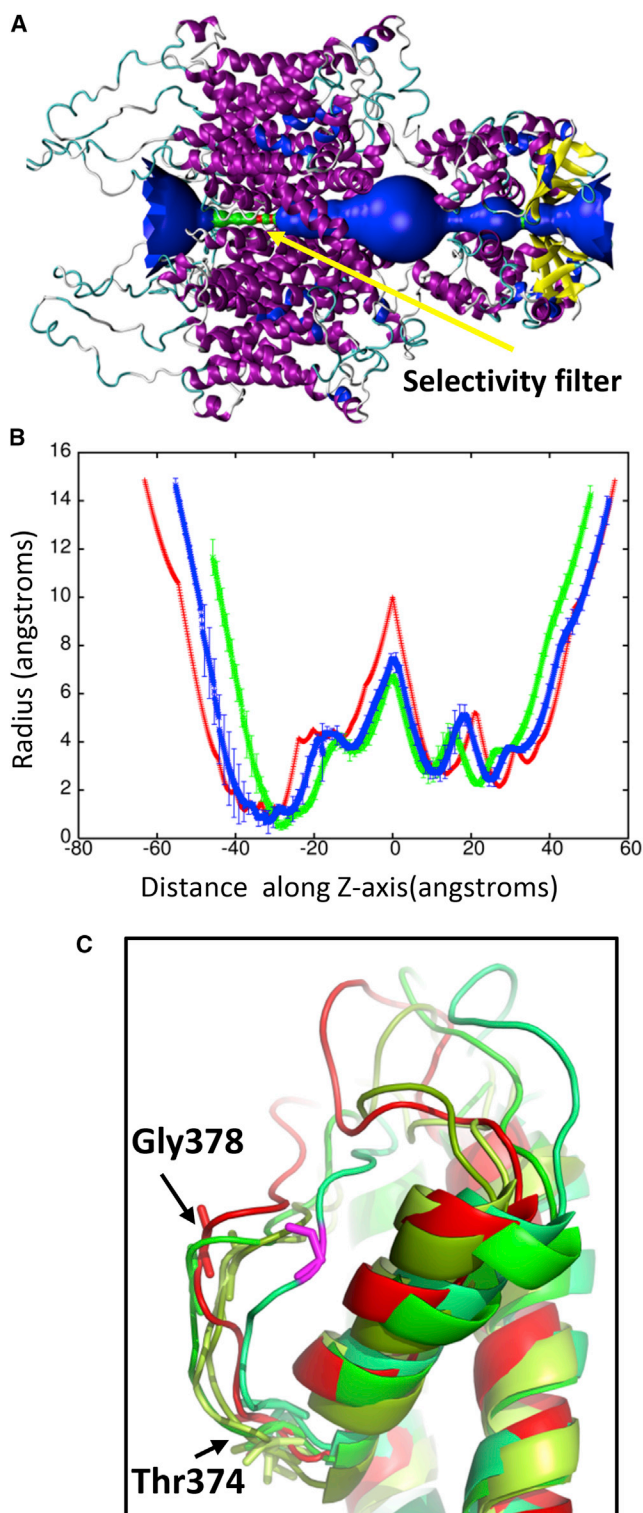 A
Selectivity filter
B
16
14
12
10
8
6
4
2
0
Radius (angstroms)
-80 -60 -40 -20 0 20 40 60
Distance along Z-axis(angstroms)
C
Gly378
Thr374